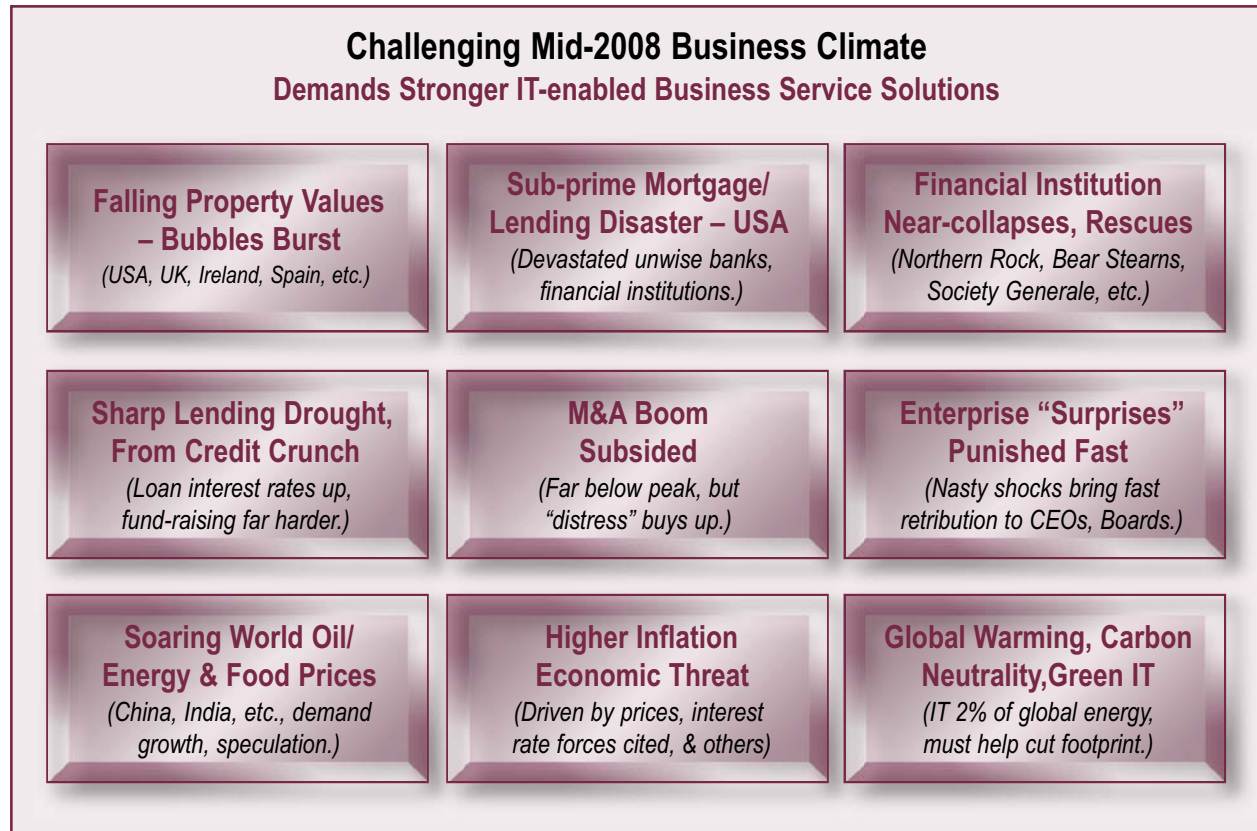 Challenging Mid-2008 Business Climate
Demands Stronger IT-enabled Business Service Solutions
Falling Property Values
– Bubbles Burst
(USA, UK, Ireland, Spain, etc.)
Sub-prime Mortgage/
Lending Disaster – USA
(Devastated unwise banks,
financial institutions.)
Financial Institution
Near-collapses, Rescues
(Northern Rock, Bear Stearns,
Society Generale, etc.)
Sharp Lending Drought,
From Credit Crunch
(Loan interest rates up,
fund-raising far harder.)
M&A Boom
Subsided
(Far below peak, but
“distress” buys up.)
Enterprise “Surprises”
Punished Fast
(Nasty shocks bring fast
retribution to CEOs, Boards.)
Soaring World Oil/
Energy & Food Prices
(China, India, etc., demand
growth, speculation.)
Higher Inflation
Economic Threat
(Driven by prices, interest
rate forces cited, & others)
Global Warming, Carbon
Neutrality,Green IT
(IT 2% of global energy,
must help cut footprint.)